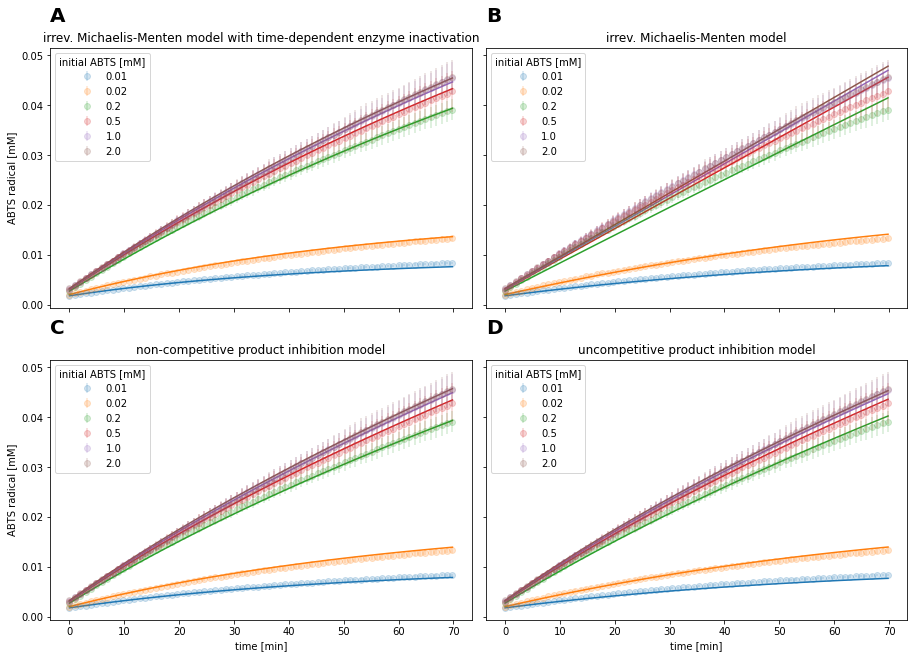 A
B
irrev. Michaelis-Menten model with time-dependent enzyme inactivation
irrev. Michaelis-Menten model
0.05
0.04
0.03
0.02
0.01
0.00
ABTS radical [mM]
initial ABTS [mM]
0.01
0.02
0.2
0.5
1.0
2.0
initial ABTS [mM]
0.01
0.02
0.2
0.5
1.0
2.0
C
D
non-competitive product inhibition model
uncompetitive product inhibition model
0.05
0.04
0.03
0.02
0.01
0.00
ABTS radical [mM]
initial ABTS [mM]
0.01
0.02
0.2
0.5
1.0
2.0
initial ABTS [mM]
0.01
0.02
0.2
0.5
1.0
2.0
0 10 20 30 40 50 60 70
0 10 20 30 40 50 60 70
time [min]
time [min]